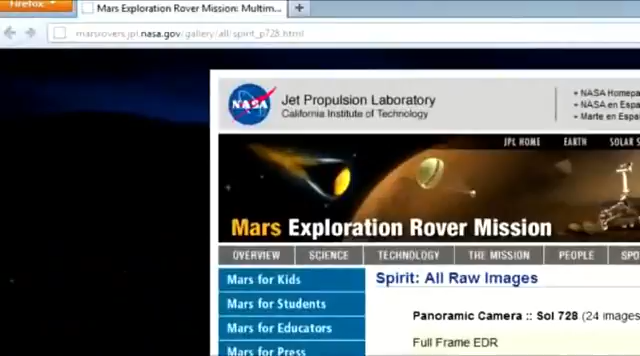 Firefox
Mars Exploration Rover Mission: Multim...
marsrovers.jpl.nasa.gov/gallery/all/spirit_p728.html
NASA
Jet Propulsion Laboratory
California Institute of Technology
+ NASA Homepa
+ NASA en Espa
+ Marte en Espa
JPL HOME EARTH SOLAR S
Mars Exploration Rover Mission
OVERVIEW SCIENCE TECHNOLOGY THE MISSION PEOPLE SPO
Mars for Kids
Mars for Students
Mars for Educators
Mars for Press
Spirit: All Raw Images
Panoramic Camera :: Sol 728 (24 images
Full Frame EDR